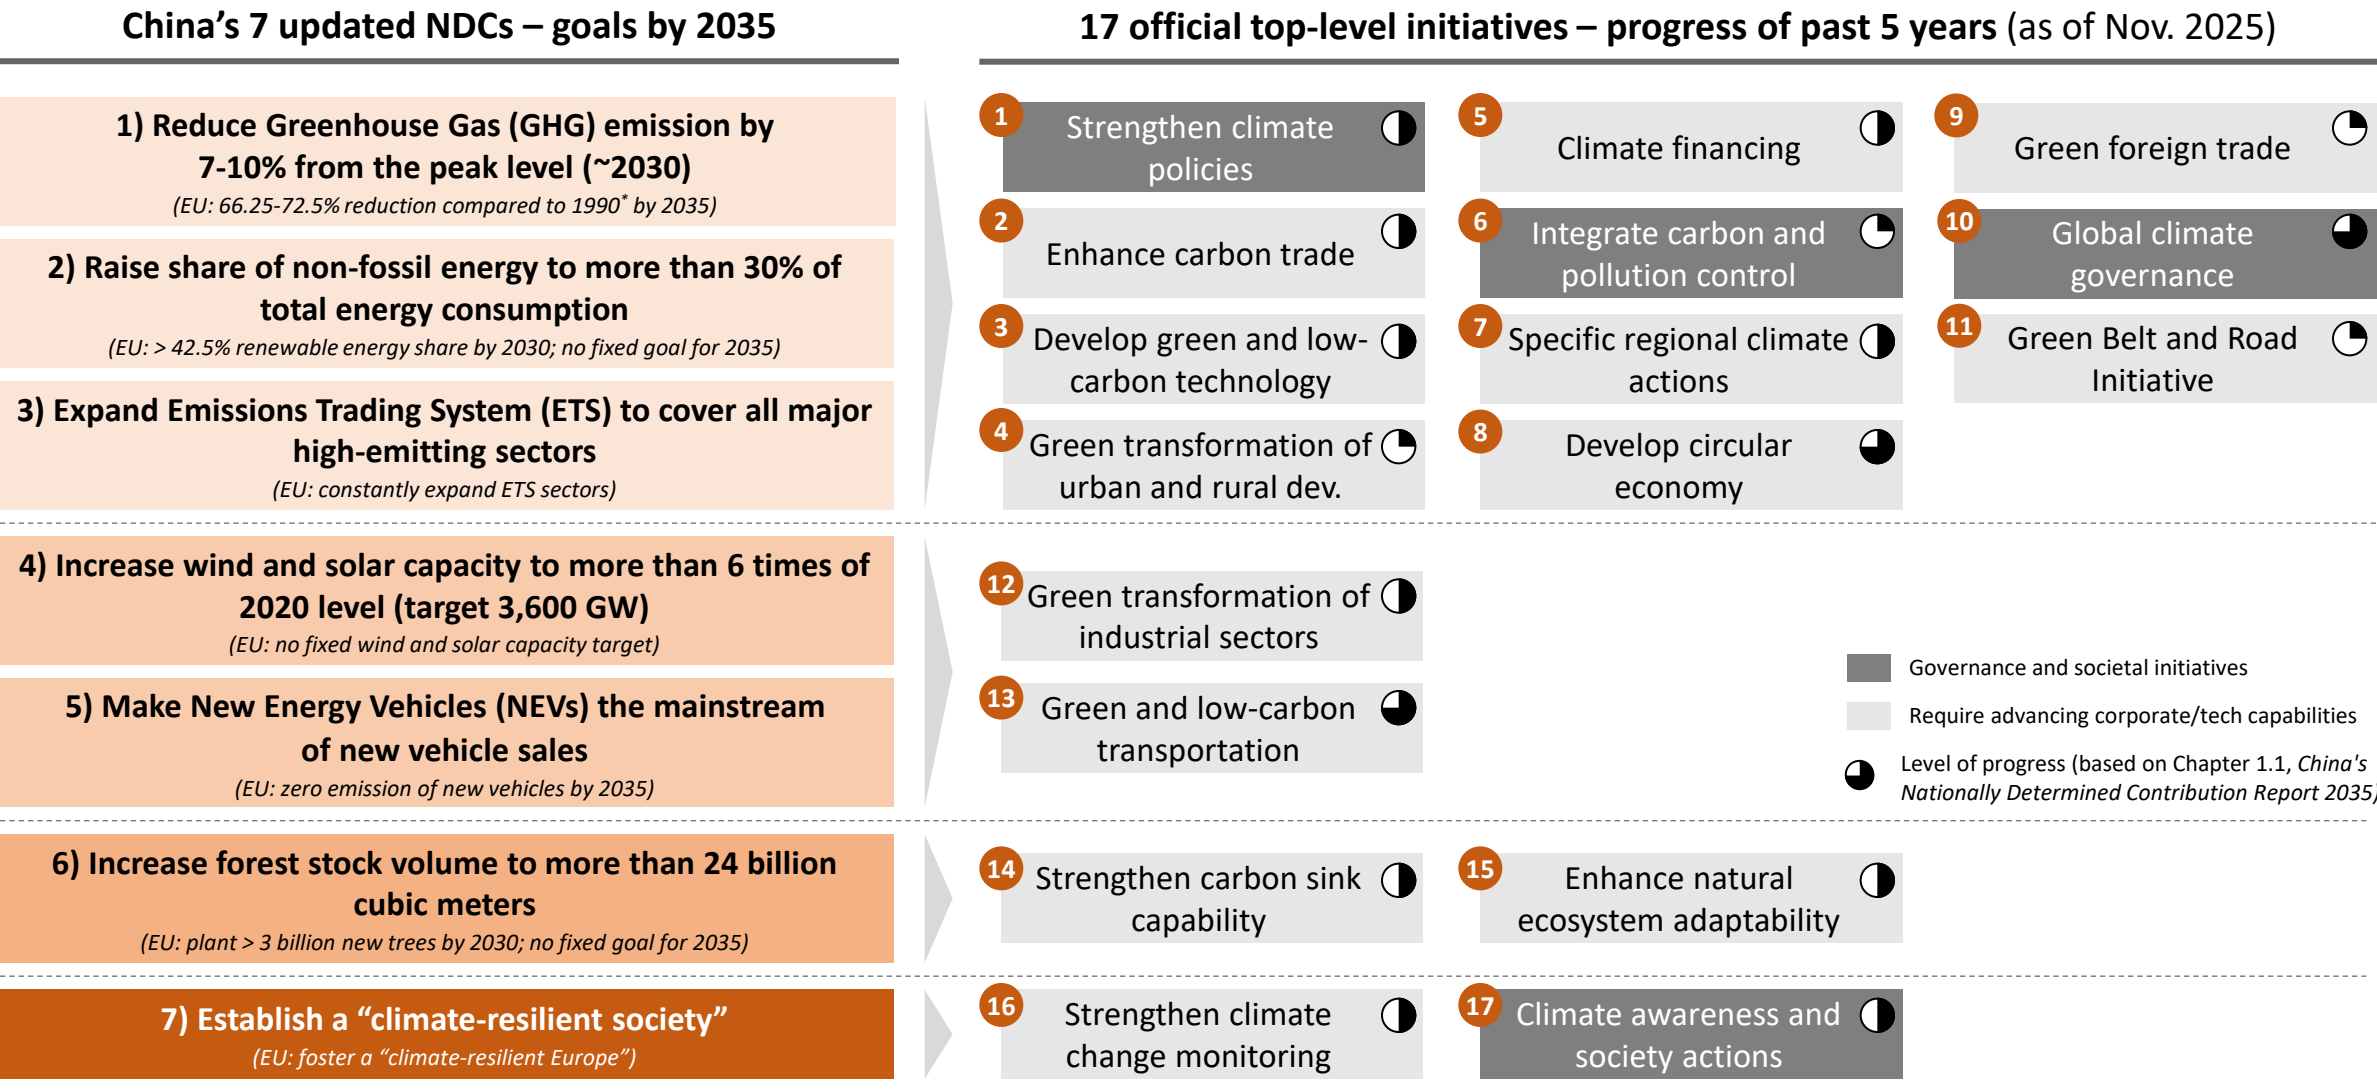 China’s 7 updated NDCs – goals by 2035
1) Reduce Greenhouse Gas (GHG) emission by
7-10% from the peak level (~2030)
(EU: 66.25-72.5% reduction compared to 1990* by 2035)
2) Raise share of non-fossil energy to more than 30% of
total energy consumption
(EU: > 42.5% renewable energy share by 2030; no fixed goal for 2035)
3) Expand Emissions Trading System (ETS) to cover all major
high-emitting sectors
(EU: constantly expand ETS sectors)
4) Increase wind and solar capacity to more than 6 times of
2020 level (target 3,600 GW)
(EU: no fixed wind and solar capacity target)
5) Make New Energy Vehicles (NEVs) the mainstream
of new vehicle sales
(EU: zero emission of new vehicles by 2035)
6) Increase forest stock volume to more than 24 billion
cubic meters
(EU: plant > 3 billion new trees by 2030; no fixed goal for 2035)
7) Establish a “climate-resilient society”
(EU: foster a “climate-resilient Europe”)
17 official top-level initiatives – progress of past 5 years (as of Nov. 2025)
1
Strengthen climate
policies
2
Enhance carbon trade
3
Develop green and low-
carbon technology
4
Green transformation of
urban and rural dev.
5
Climate financing
6
Integrate carbon and
pollution control
7
Specific regional climate
actions
8
Develop circular
economy
9
Green foreign trade
10
Global climate
governance
11
Green Belt and Road
Initiative
12
Green transformation of
industrial sectors
13
Green and low-carbon
transportation
14
Strengthen carbon sink
capability
15
Enhance natural
ecosystem adaptability
16
Strengthen climate
change monitoring
17
Climate awareness and
society actions
Governance and societal initiatives
Require advancing corporate/tech capabilities
Level of progress (based on Chapter 1.1, China's
Nationally Determined Contribution Report 2035)